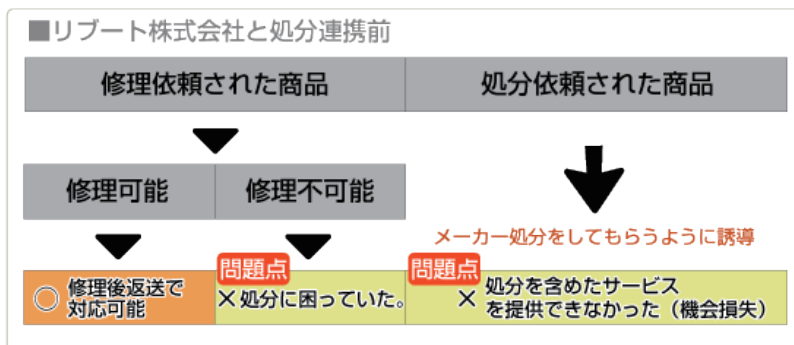 ■リブート株式会社と処分連携前
修理依頼された商品
処分依頼された商品
修理可能
修理不可能
メーカー処分をしてもらうように誘導
○ 修理後返送で
対応可能
問題点
×処分に困っていた。
問題点
× 処分を含めたサービス
を提供できなかった（機会損失）